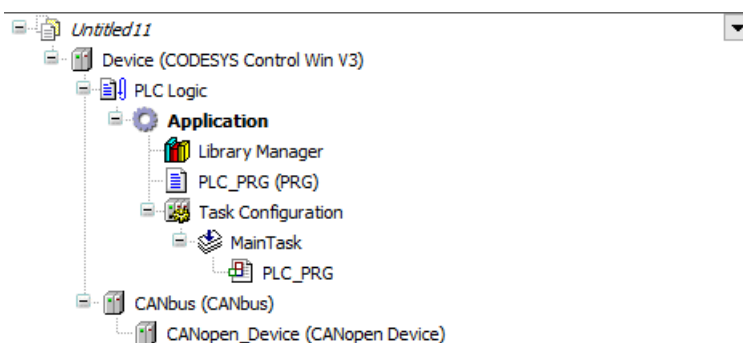 Untitled11
Device (CODESYS Control Win V3)
PLC Logic
Application
Library Manager
PLC_PRG (PRG)
Task Configuration
MainTask
PLC_PRG
CANbus (CANbus)
CANopen_Device (CANopen Device)